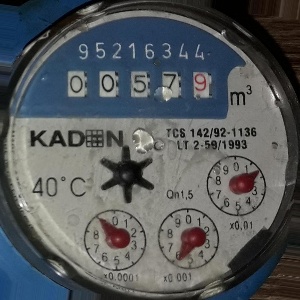 95216344
00579 m³
KADEN TCS 142/92-1136
LT 2-59/1993
40°C
Qn1,5
x0,01
x0.0001 x0.001